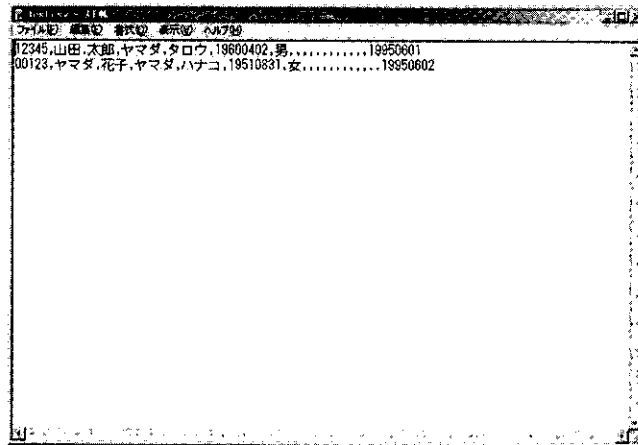 ファイル(F) 編集(E) 書式(O) 表示(V) ヘルプ(H)
12345,山田,太郎,ヤマダ,タロウ,19600402,男,,,,,,,,,,,,19950601
00123,ヤマダ,花子,ヤマダ,ハナコ,19510831,女,,,,,,,,,,,,19950602